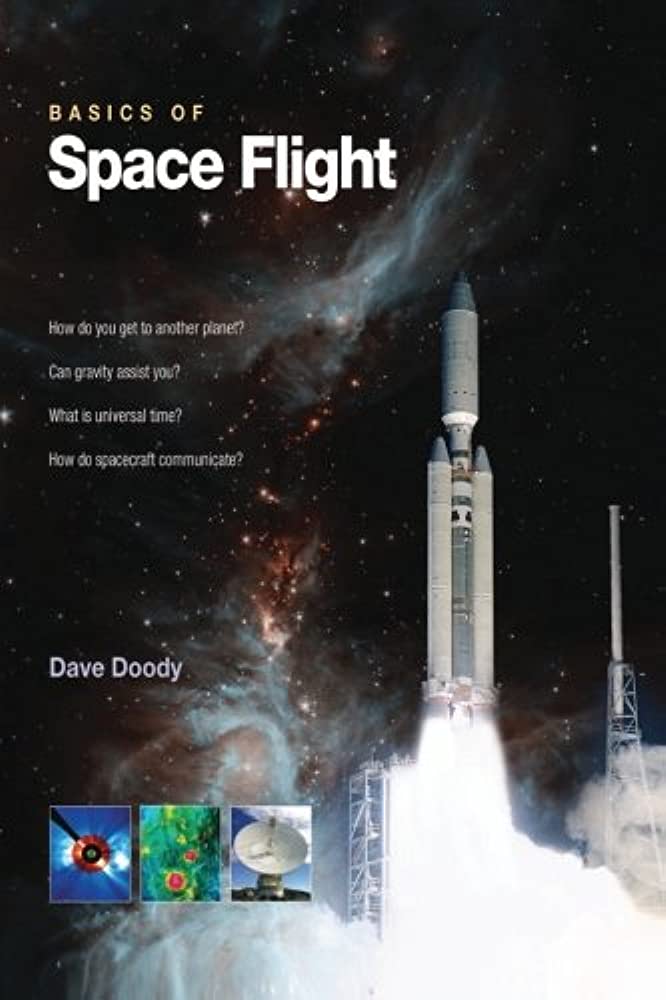 BASICS OF
Space Flight
How do you get to another planet?
Can gravity assist you?
What is universal time?
How do spacecraft communicate?
Dave Doody